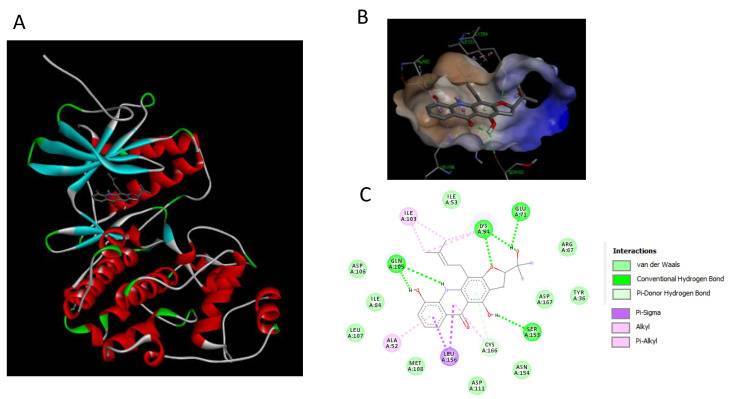 A
B
C
ILE
A:53
ILE
A:103
LYS
A:54
GLU
A:71
ARG
A:67
GLN
A:105
ASP
A:106
ILE
A:84
ASP
A:167
TYR
A:36
LEU
A:107
SER
A:153
ALA
A:52
LEU
A:156
CYS
A:166
MET
A:108
ASN
A:154
ASP
A:111
H
H
H
H
Interactions
van der Waals
Conventional Hydrogen Bond
Pi-Donor Hydrogen Bond
Pi-Sigma
Alkyl
Pi-Alkyl